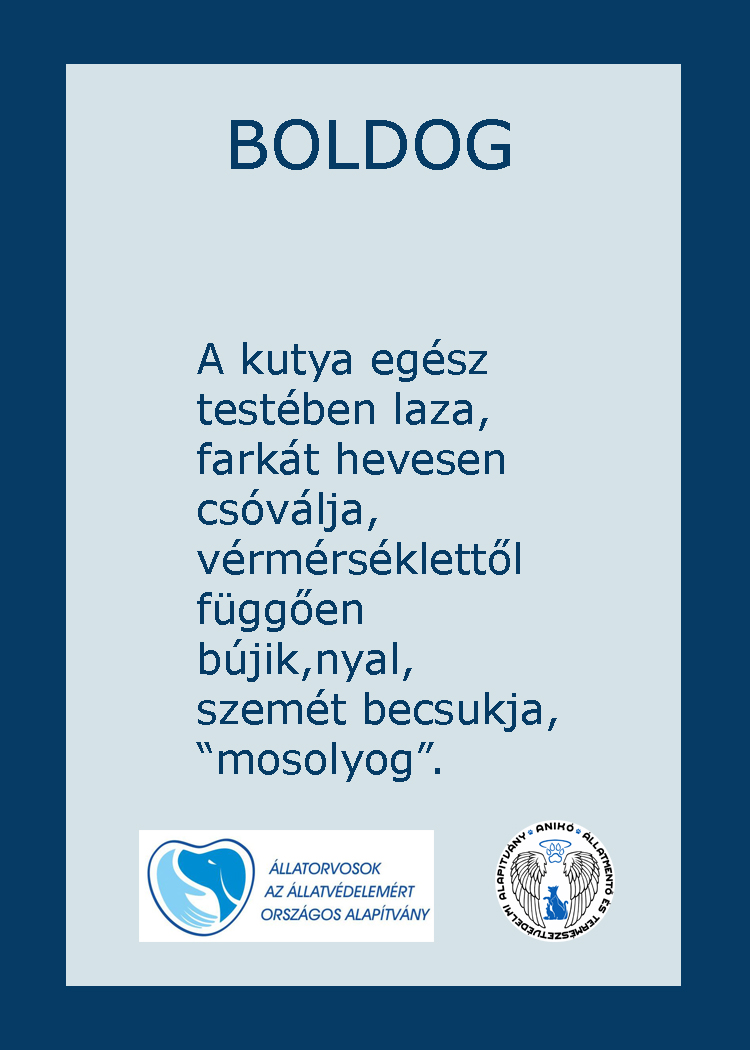 BOLDOG
A kutya egész
testében laza,
farkát hevesen
csóválja,
vérmérséklettől
függően
bújik,nyal,
szemét becsukja,
“mosolyog”.
ÁLLATORVOSOK
AZ ÁLLATVÉDELEMÉRT
ORSZÁGOS ALAPÍTVÁNY
ANIKÓ ÁLLATMENTŐ ÉS TERMÉSZETVÉDELMI ALAPÍTVÁNY